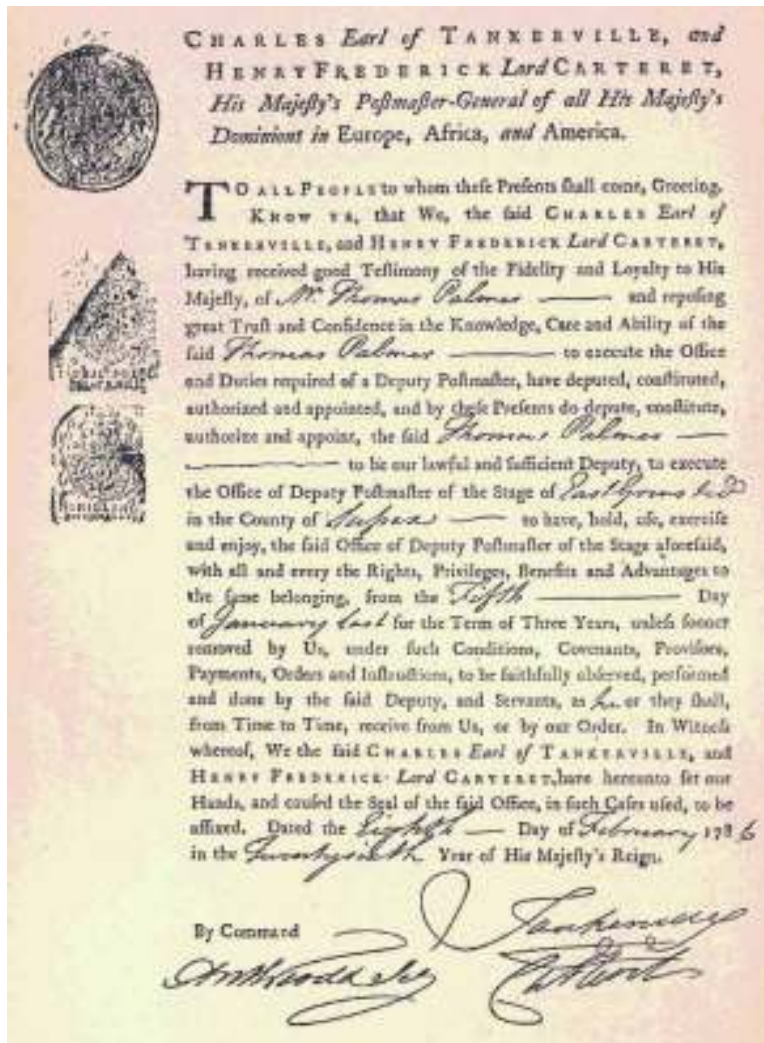 CHARLES Earl of TANKERVILLE, and
HENRY FREDERICK Lord CARTERET,
His Majeſty's Poſtmaſter-General of all His Majeſty's
Dominions in Europe, Africa, and America.
TO ALL PEOPLE to whom theſe Preſents ſhall come, Greeting.
KNOW YE, that We, the ſaid CHARLES Earl of
TANKERVILLE, and HENRY FREDERICK Lord CARTERET,
having received good Teſtimony of the Fidelity and Loyalty to His
Majeſty, of Mr. Thomas Palmer — and repoſing
great Truſt and Confidence in the Knowledge, Care and Ability of the
ſaid Thomas Palmer — to execute the Office
and Duties required of a Deputy Poſtmaſter, have deputed, conſtituted,
authorized and appointed, and by theſe Preſents do depute, conſtitute,
authorize and appoint, the ſaid Thomas Palmer —
— to be our lawful and ſufficient Deputy, to execute
the Office of Deputy Poſtmaſter of the Stage of East Grinsted
in the County of Sussex — to have, hold, uſe, exerciſe
and enjoy, the ſaid Office of Deputy Poſtmaſter of the Stage aforeſaid,
with all and every the Rights, Privileges, Benefits and Advantages to
the ſame belonging, from the Fifth — Day
of January last for the Term of Three Years, unleſs ſooner
removed by Us, under ſuch Conditions, Covenants, Proviſoes,
Payments, Orders and Inſtructions, to be faithfully obſerved, performed
and done by the ſaid Deputy, and Servants, as he or they ſhall,
from Time to Time, receive from Us, or by our Order. In Witneſs
whereof, We the ſaid CHARLES Earl of TANKERVILLE, and
HENRY FREDERICK Lord CARTERET, have hereunto ſet our
Hands, and cauſed the Seal of the ſaid Office, in ſuch Caſes uſed, to be
affixed. Dated the Eighth — Day of February 1786
in the Twentysixth Year of His Majeſty's Reign.
By Command
Tankerville
Carteret